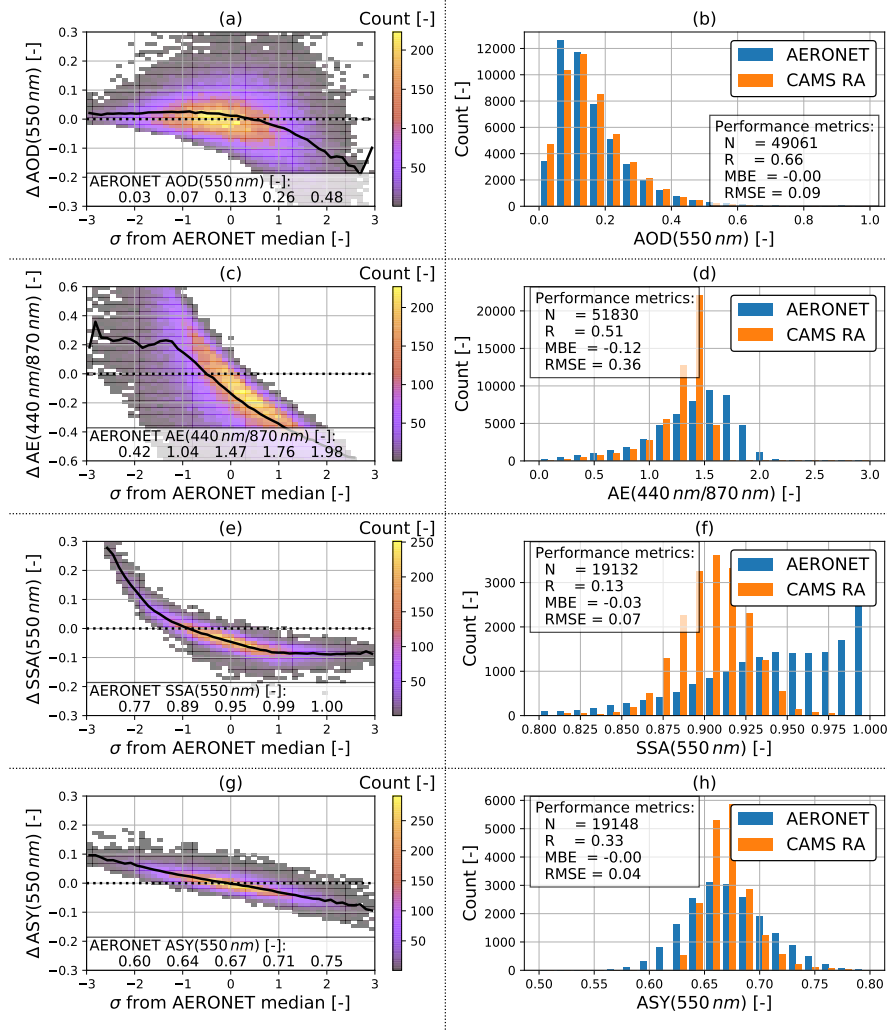 (a)
Count [-]
Δ AOD(550 nm) [-]
0.3
0.2
0.1
0.0
−0.1
−0.2
−0.3
AERONET AOD(550 nm) [-]:
0.03 0.07 0.13 0.26 0.48
−3 −2 −1 0 1 2 3
σ from AERONET median [-]
200
150
100
50
(b)
Count [-]
12000
10000
8000
6000
4000
2000
0
AERONET
CAMS RA
Performance metrics:
N = 49061
R = 0.66
MBE = -0.00
RMSE = 0.09
0.0 0.2 0.4 0.6 0.8 1.0
AOD(550 nm) [-]
(c)
Count [-]
Δ AE(440 nm/870 nm) [-]
0.6
0.4
0.2
0.0
−0.2
−0.4
−0.6
AERONET AE(440 nm/870 nm) [-]:
0.42 1.04 1.47 1.76 1.98
−3 −2 −1 0 1 2 3
σ from AERONET median [-]
200
150
100
50
(d)
Count [-]
20000
15000
10000
5000
0
Performance metrics:
N = 51830
R = 0.51
MBE = -0.12
RMSE = 0.36
AERONET
CAMS RA
0.0 0.5 1.0 1.5 2.0 2.5 3.0
AE(440 nm/870 nm) [-]
(e)
Count [-]
Δ SSA(550 nm) [-]
0.3
0.2
0.1
0.0
−0.1
−0.2
−0.3
AERONET SSA(550 nm) [-]:
0.77 0.89 0.95 0.99 1.00
−3 −2 −1 0 1 2 3
σ from AERONET median [-]
250
200
150
100
50
(f)
Count [-]
3000
2000
1000
0
Performance metrics:
N = 19132
R = 0.13
MBE = -0.03
RMSE = 0.07
AERONET
CAMS RA
0.800 0.825 0.850 0.875 0.900 0.925 0.950 0.975 1.000
SSA(550 nm) [-]
(g)
Count [-]
Δ ASY(550 nm) [-]
0.3
0.2
0.1
0.0
−0.1
−0.2
−0.3
AERONET ASY(550 nm) [-]:
0.60 0.64 0.67 0.71 0.75
−3 −2 −1 0 1 2 3
σ from AERONET median [-]
250
200
150
100
50
(h)
Count [-]
6000
5000
4000
3000
2000
1000
0
Performance metrics:
N = 19148
R = 0.33
MBE = -0.00
RMSE = 0.04
AERONET
CAMS RA
0.50 0.55 0.60 0.65 0.70 0.75 0.80
ASY(550 nm) [-]